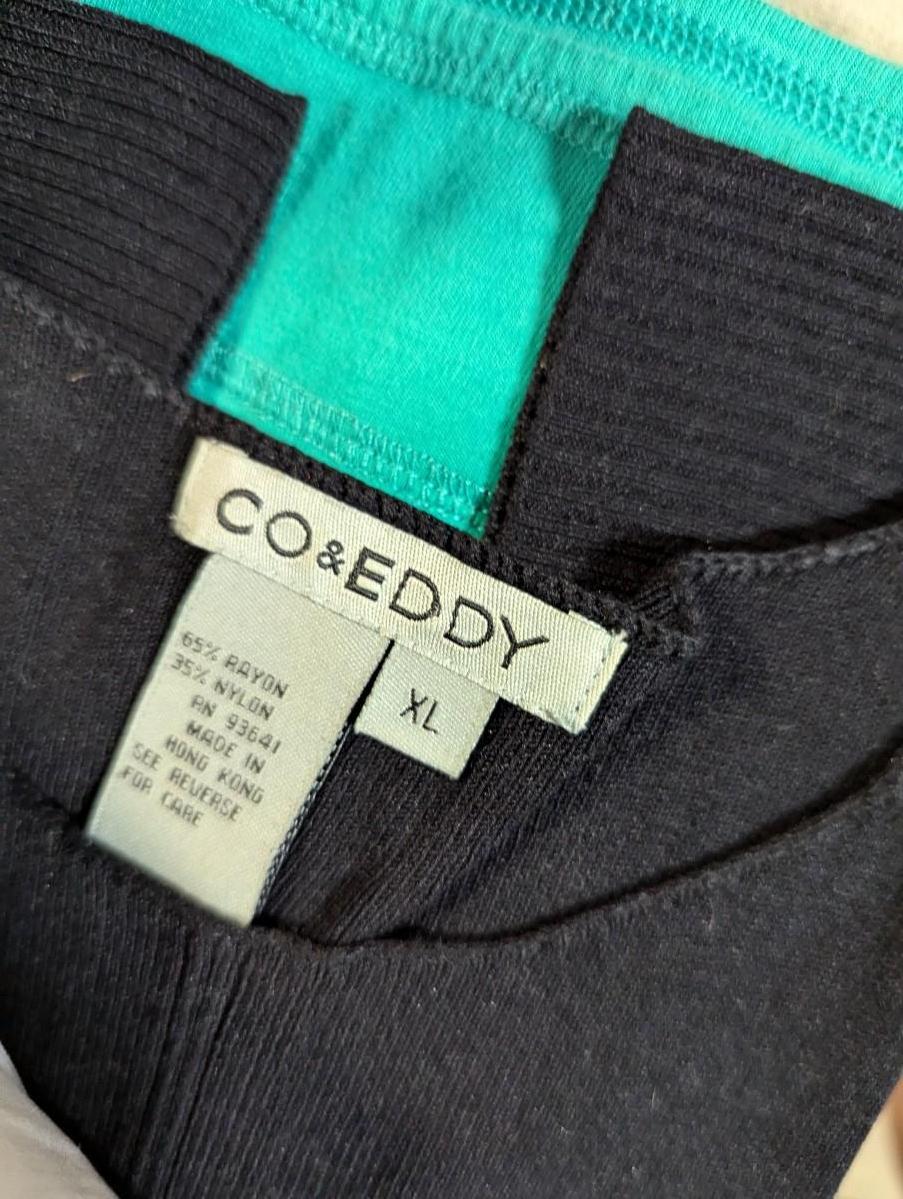 CO&EDDY
XL
65% RAYON
35% NYLON
RN 93641
MADE IN
HONG KONG
SEE REVERSE
FOR CARE